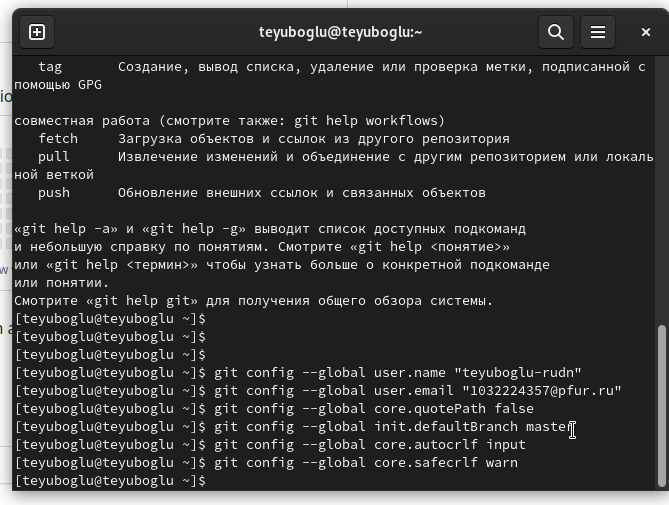 teyuboglu@teyuboglu:~
tag Создание, вывод списка, удаление или проверка метки, подписанной с
помощью GPG
совместная работа (смотрите также: git help workflows)
fetch Загрузка объектов и ссылок из другого репозитория
pull Извлечение изменений и объединение с другим репозиторием или локаль
ной веткой
push Обновление внешних ссылок и связанных объектов
«git help -a» и «git help -g» выводит список доступных подкоманд
и небольшую справку по понятиям. Смотрите «git help <понятие>»
или «git help <термин>» чтобы узнать больше о конкретной подкоманде
или понятии.
Смотрите «git help git» для получения общего обзора системы.
[teyuboglu@teyuboglu ~]$
[teyuboglu@teyuboglu ~]$
[teyuboglu@teyuboglu ~]$
[teyuboglu@teyuboglu ~]$ git config --global user.name "teyuboglu-rudn"
[teyuboglu@teyuboglu ~]$ git config --global user.email "1032224357@pfur.ru"
[teyuboglu@teyuboglu ~]$ git config --global core.quotePath false
[teyuboglu@teyuboglu ~]$ git config --global init.defaultBranch master
[teyuboglu@teyuboglu ~]$ git config --global core.autocrlf input
[teyuboglu@teyuboglu ~]$ git config --global core.safecrlf warn
[teyuboglu@teyuboglu ~]$